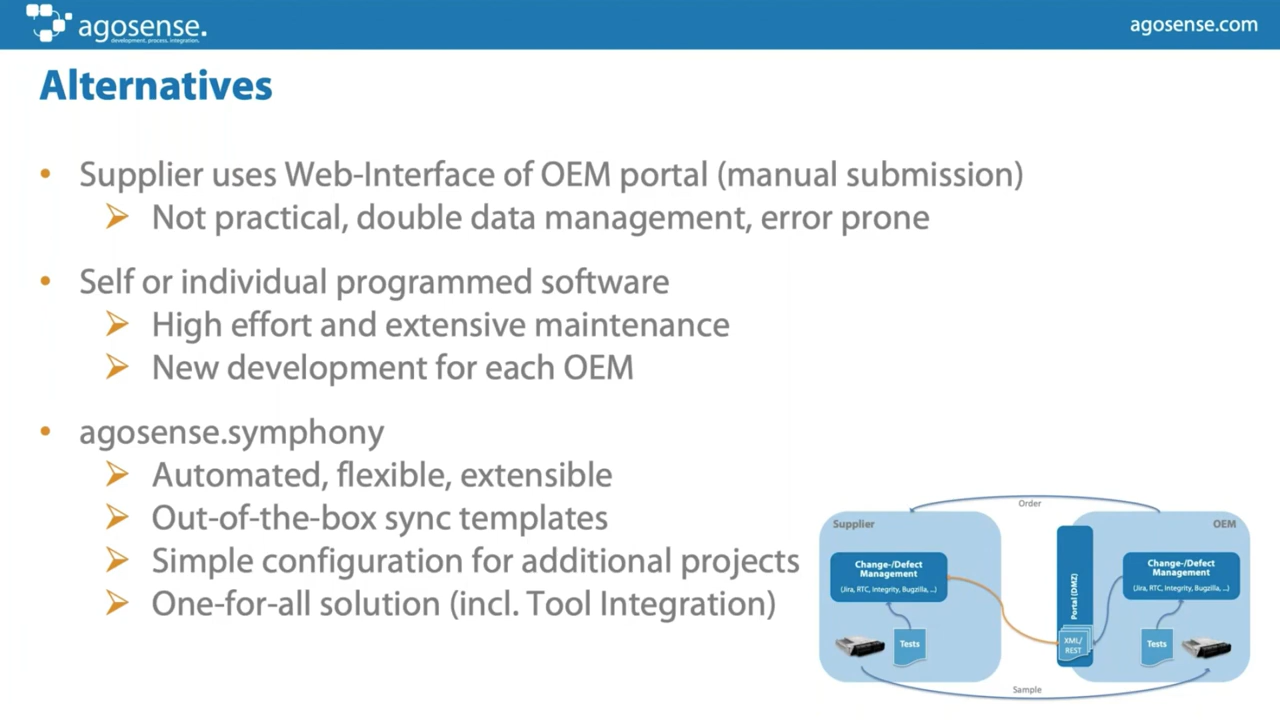 agosense.
development. process. integration.
agosense.com
Alternatives
• Supplier uses Web-Interface of OEM portal (manual submission)
➢ Not practical, double data management, error prone
• Self or individual programmed software
➢ High effort and extensive maintenance
➢ New development for each OEM
• agosense.symphony
➢ Automated, flexible, extensible
➢ Out-of-the-box sync templates
➢ Simple configuration for additional projects
➢ One-for-all solution (incl. Tool Integration)
Order
Supplier
Change-/Defect
Management
(Jira, RTC, Integrity, Bugzilla, ...)
Tests
Portal (DMZ)
XML/
REST
OEM
Change-/Defect
Management
(Jira, RTC, Integrity, Bugzilla, ...)
Tests
Sample